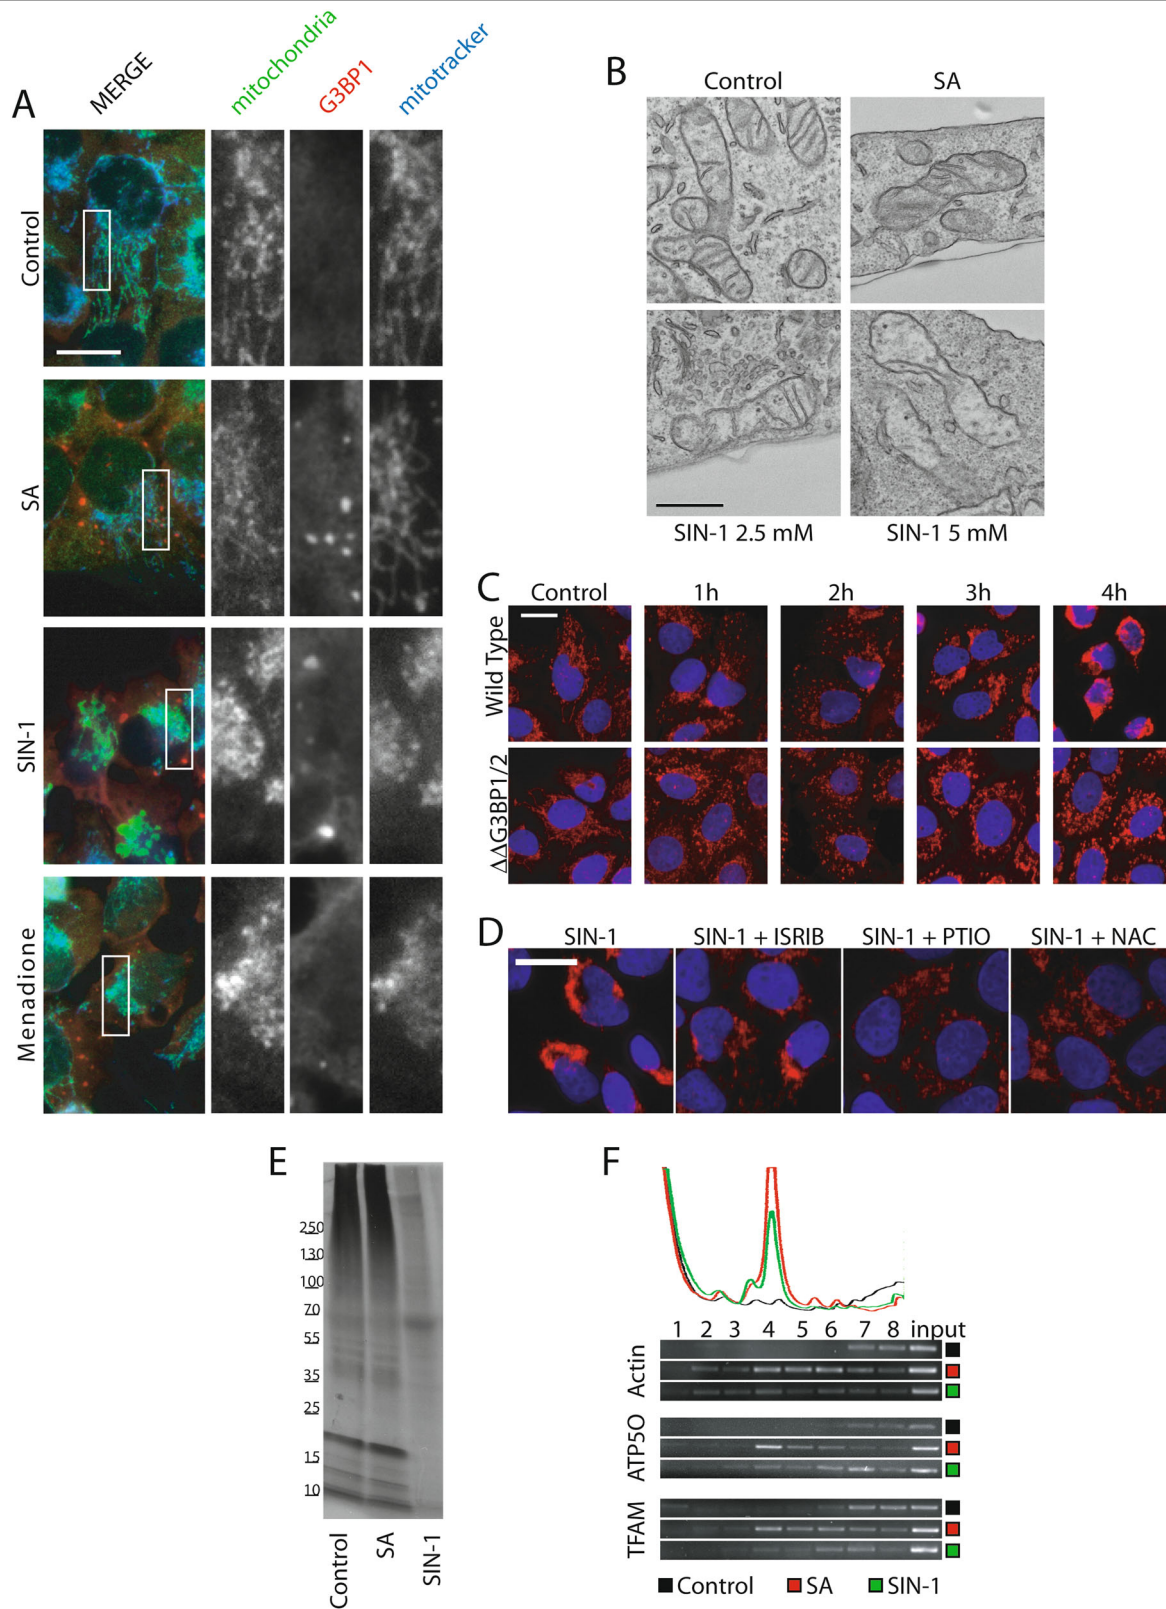 A
MERGE
mitochondria
G3BP1
mitotracker
Control
SA
SIN-1
Menadione
B
Control
SA
SIN-1 2.5 mM
SIN-1 5 mM
C
Control 1h 2h 3h 4h
Wild Type
ΔΔG3BP1/2
D
SIN-1
SIN-1 + ISRIB
SIN-1 + PTIO
SIN-1 + NAC
E
250
130
100
70
55
35
25
15
10
Control
SA
SIN-1
F
1 2 3 4 5 6 7 8 input
Actin
ATP5O
TFAM
Control SA SIN-1